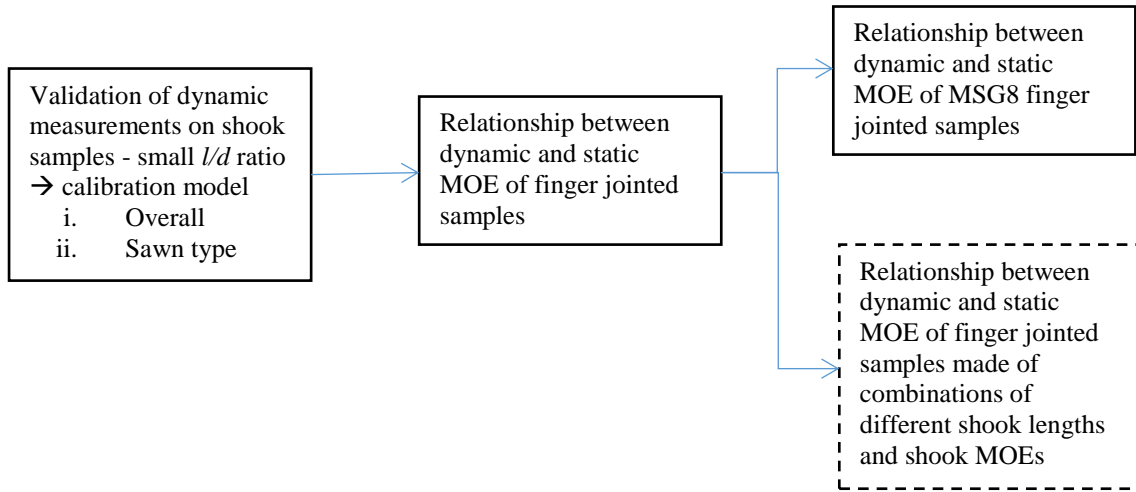 Validation of dynamic
measurements on shook
samples - small l/d ratio
→ calibration model
i. Overall
ii. Sawn type
Relationship between
dynamic and static
MOE of finger jointed
samples
Relationship between
dynamic and static
MOE of MSG8 finger
jointed samples
Relationship between
dynamic and static
MOE of finger jointed
samples made of
combinations of
different shook lengths
and shook MOEs